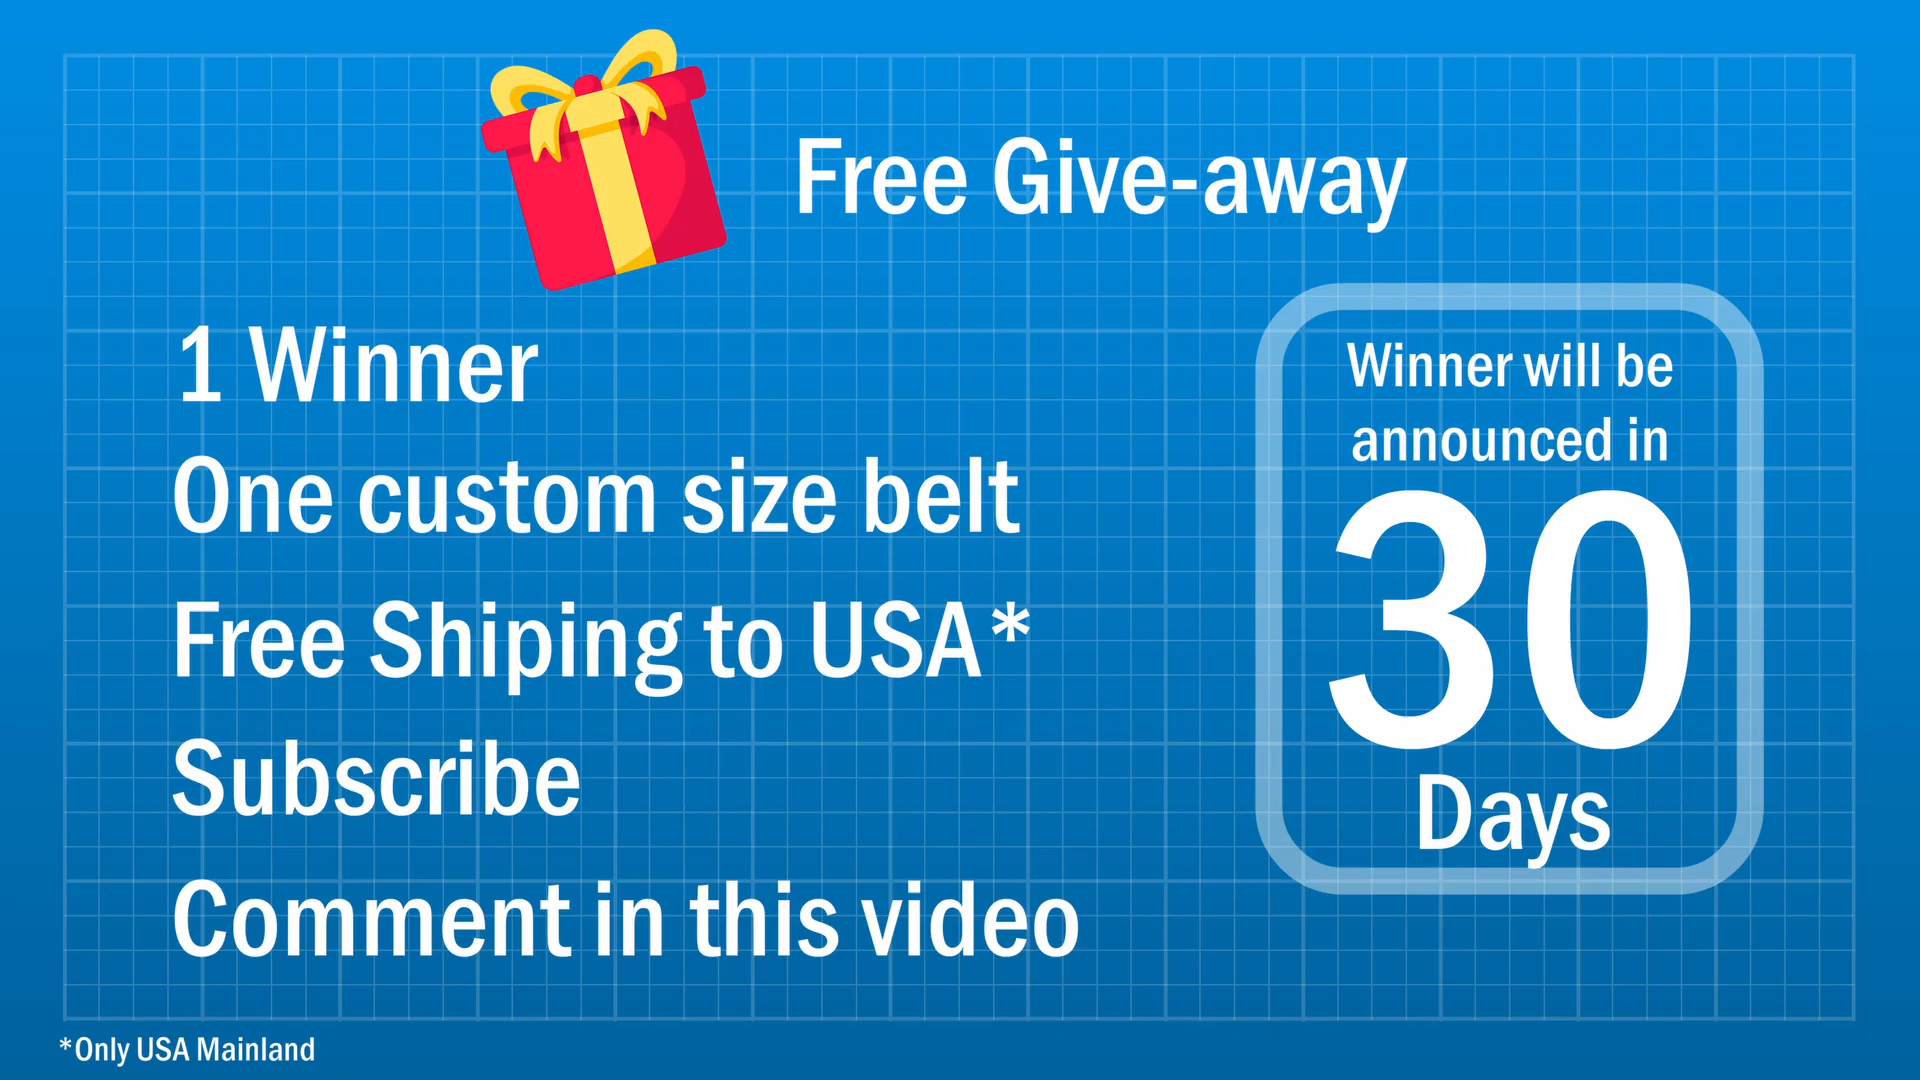 Free Give-away
1 Winner
One custom size belt
Free Shiping to USA*
Subscribe
Comment in this video
Winner will be
announced in
30
Days
*Only USA Mainland